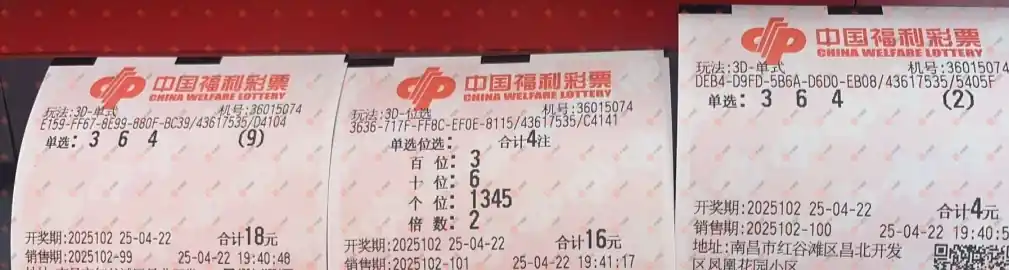 中国福利彩票
CHINA WELFARE LOTTERY
玩法:3D-单式 机号:36015074
E159-FF67-8E99-880F-BC39/43617535/D4104
单选: 3 6 4 (9)
开奖期:2025102 25-04-22 合计18元
销售期:2025102-99 25-04-22 19:40:48
中国福利彩票
CHINA WELFARE LOTTERY
玩法:3D-位选 机号:36015074
3636-717F-FF8C-EF0E-8115/43617535/C4141
单选位选: 合计4注
百 位: 3
十 位: 6
个 位: 1345
倍 数: 2
开奖期:2025102 25-04-22 合计16元
销售期:2025102-101 25-04-22 19:41:17
中国福利彩票
CHINA WELFARE LOTTERY
玩法:3D-单式 机号:36015074
DEB4-D9FD-5B6A-D6D0-EB08/43617535/5405F
单选: 3 6 4 (2)
开奖期:2025102 25-04-22 合计4元
销售期:2025102-100 25-04-22 19:40:5
地址:南昌市红谷滩区昌北开发
区凤凰花园小区